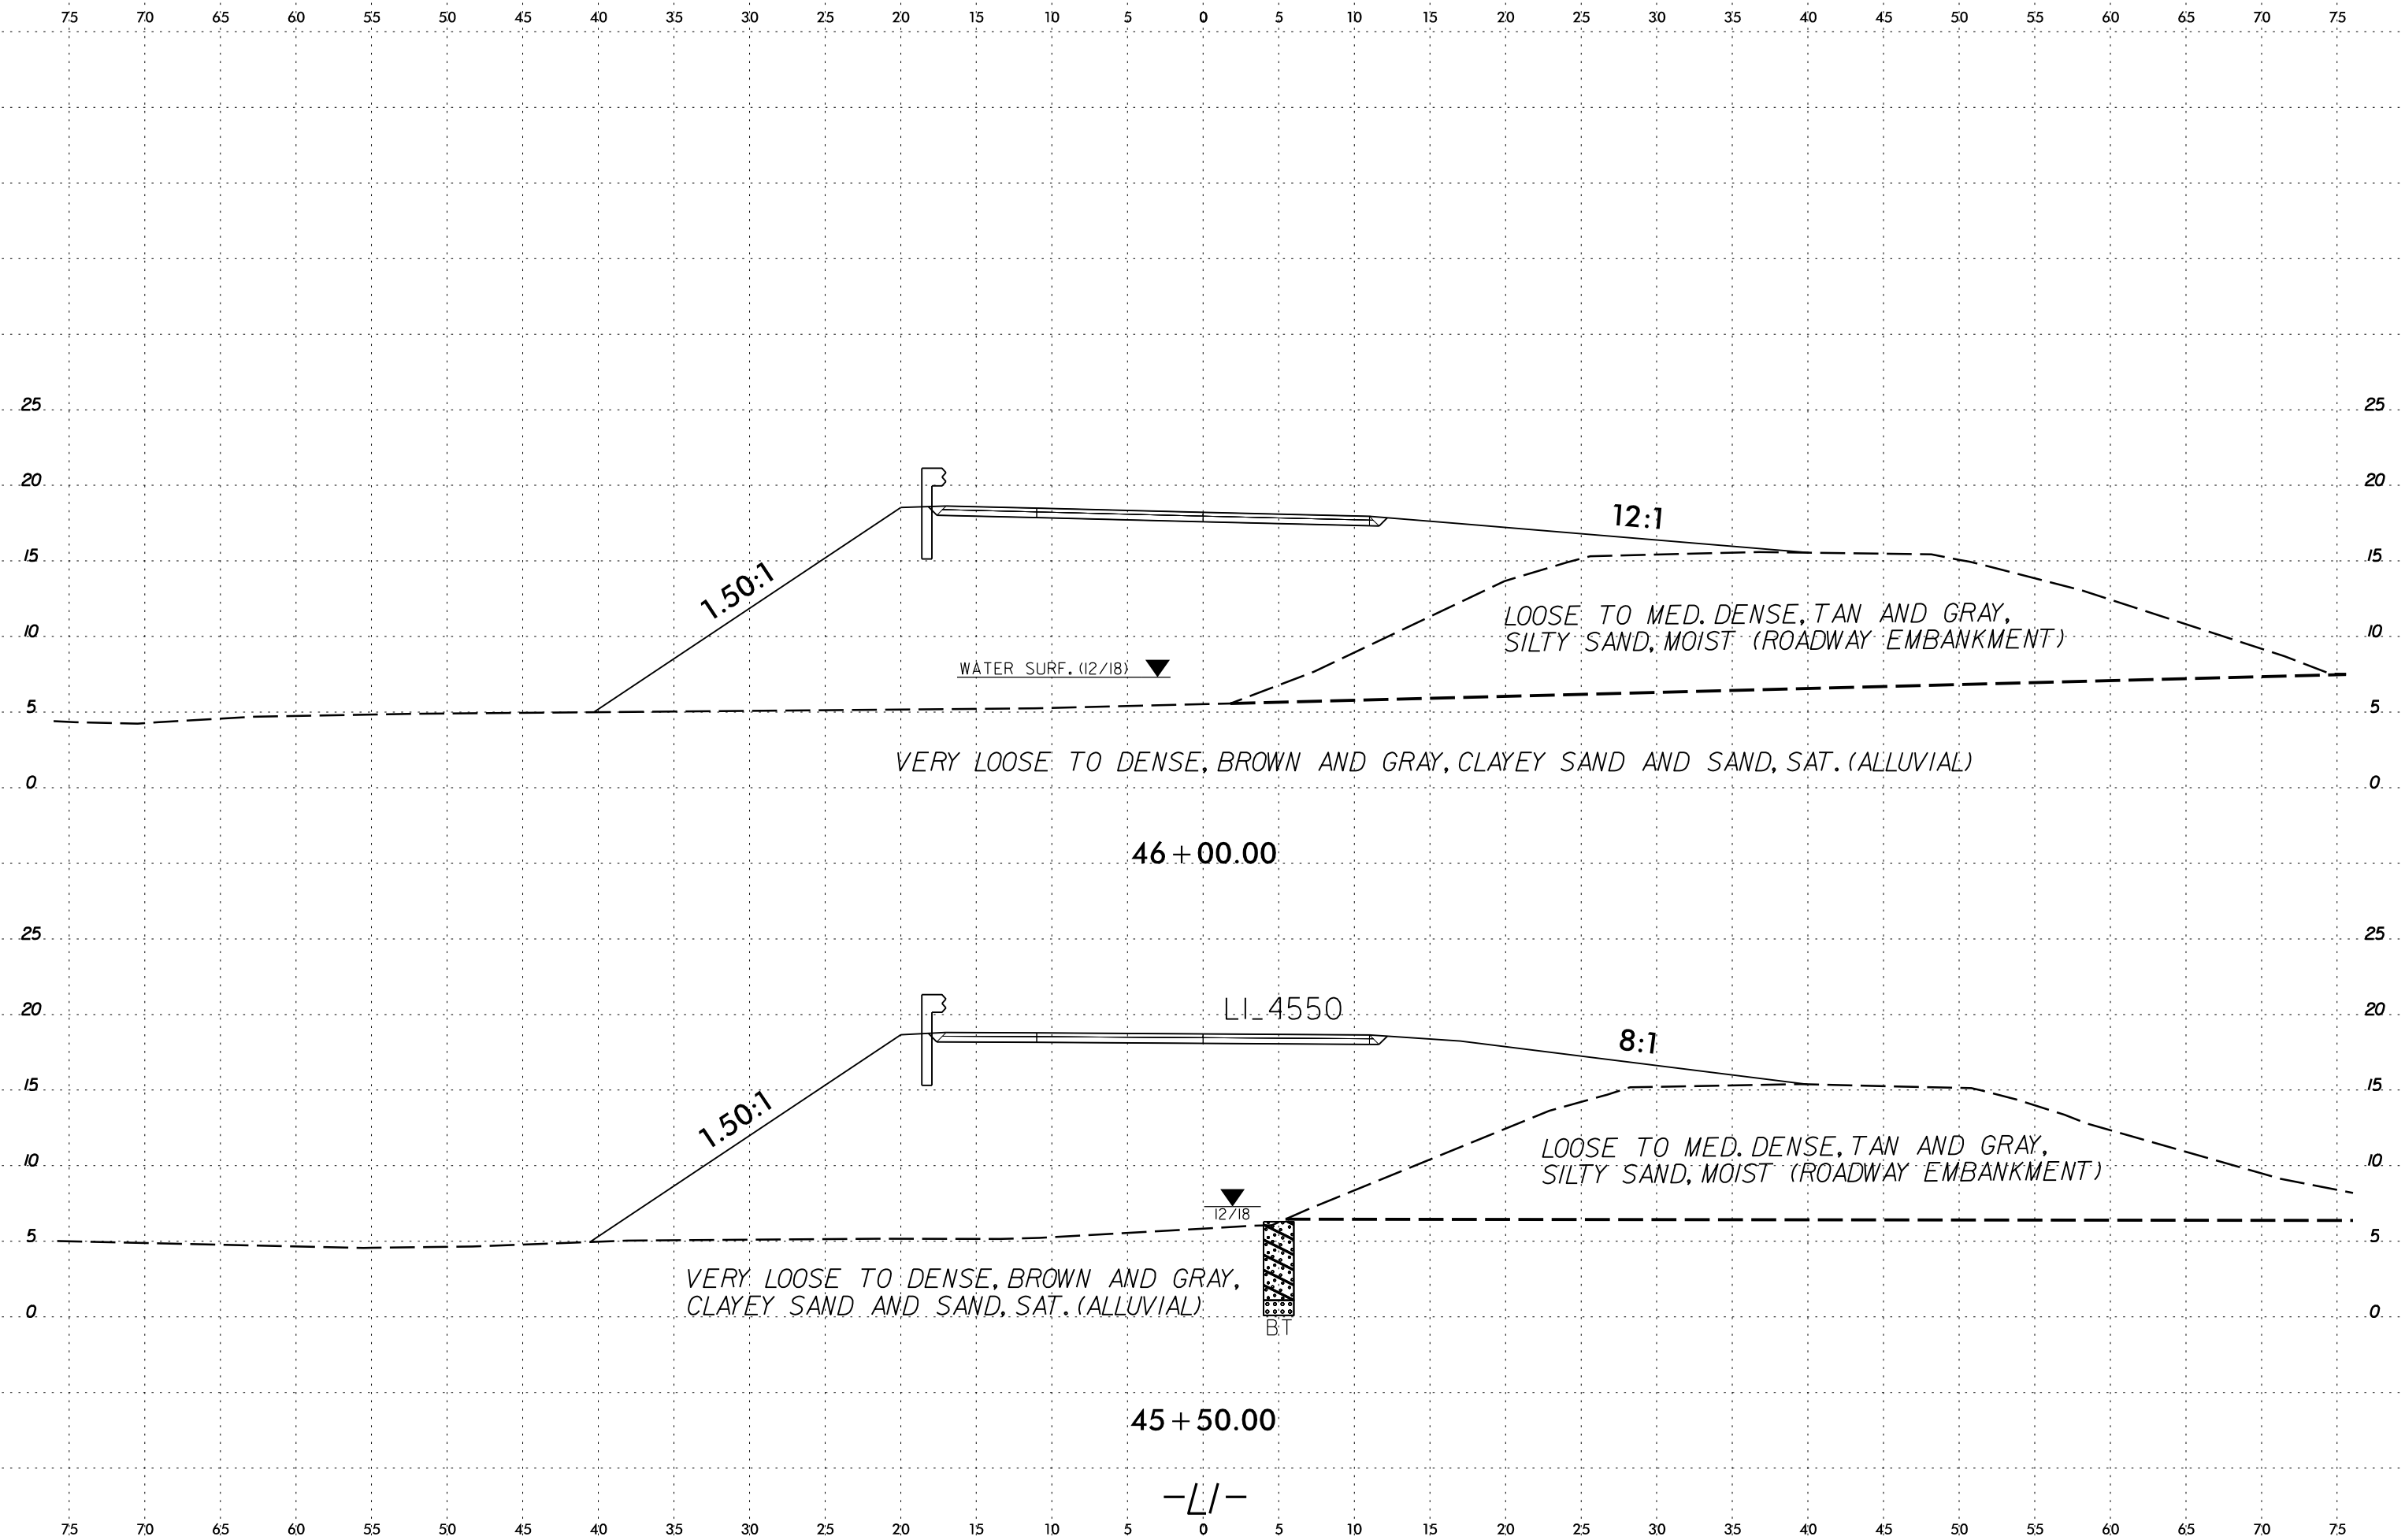 75 70 65 60 55 50 45 40 35 30 25 20 15 10 5 0 5 10 15 20 25 30 35 40 45 50 55 60 65 70 75
25 25
20 20
12:1
15 15
1.50:1
LOOSE TO MED. DENSE, TAN AND GRAY,
10 10
SILTY SAND, MOIST (ROADWAY EMBANKMENT)
WATER SURF. (12/18)
5 5
VERY LOOSE TO DENSE, BROWN AND GRAY, CLAYEY SAND AND SAND, SAT. (ALLUVIAL)
0 0
46+00.00
25 25
20 LI_4550 20
8:1
15 15
1.50:1
LOOSE TO MED. DENSE, TAN AND GRAY,
10 10
SILTY SAND, MOIST (ROADWAY EMBANKMENT)
12/18
5 5
VERY LOOSE TO DENSE, BROWN AND GRAY,
CLAYEY SAND AND SAND, SAT. (ALLUVIAL)
0 0
BT
45+50.00
-L1-
75 70 65 60 55 50 45 40 35 30 25 20 15 10 5 0 5 10 15 20 25 30 35 40 45 50 55 60 65 70 75